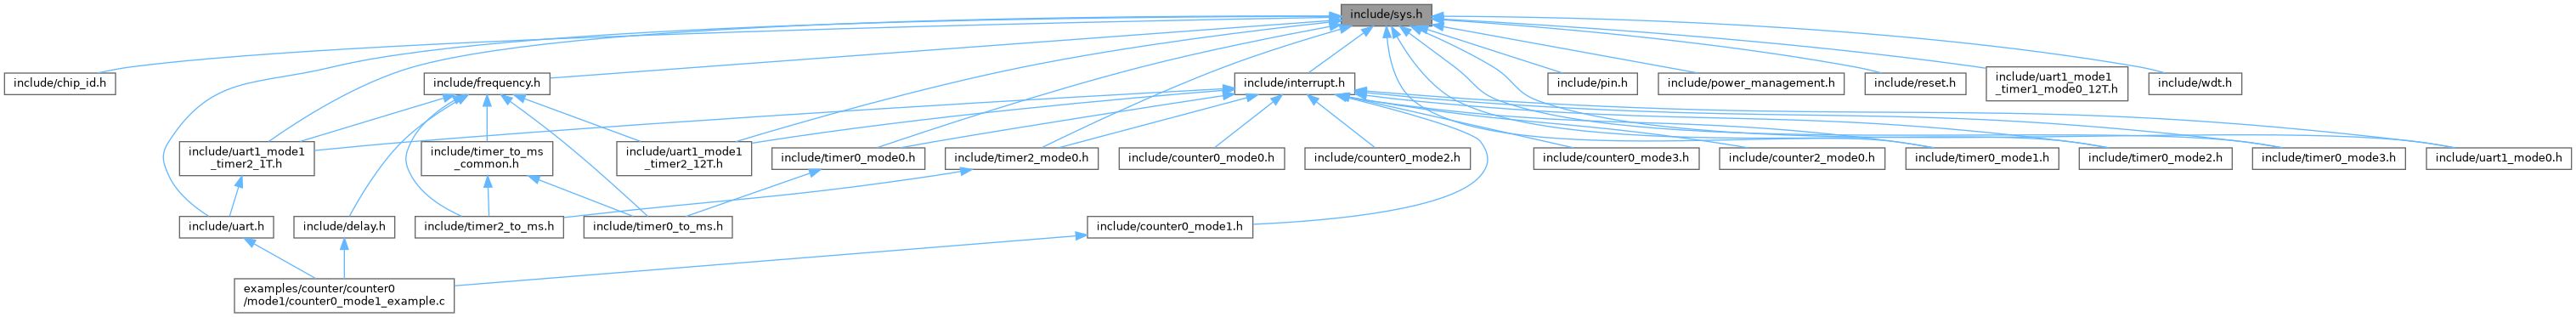 include/sys.h
include/chip_id.h
include/frequency.h
include/interrupt.h
include/pin.h
include/power_management.h
include/reset.h
include/uart1_mode1
_timer1_mode0_12T.h
include/wdt.h
include/uart1_mode1
_timer2_1T.h
include/timer_to_ms
_common.h
include/uart1_mode1
_timer2_12T.h
include/timer0_mode0.h
include/timer2_mode0.h
include/counter0_mode0.h
include/counter0_mode2.h
include/counter0_mode3.h
include/counter2_mode0.h
include/timer0_mode1.h
include/timer0_mode2.h
include/timer0_mode3.h
include/uart1_mode0.h
include/uart.h
include/delay.h
include/timer2_to_ms.h
include/timer0_to_ms.h
include/counter0_mode1.h
examples/counter/counter0
/mode1/counter0_mode1_example.c